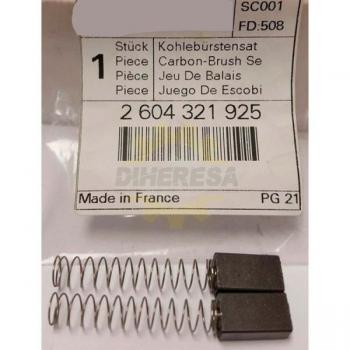 SC001
FD:508
1
Stück Kohlebürstensat
Piece Carbon-Brush Se
Pièce Jeu De Balais
Piece Juego De Escobi
2 604 321 925
DIHERESA
Made in France PG 21